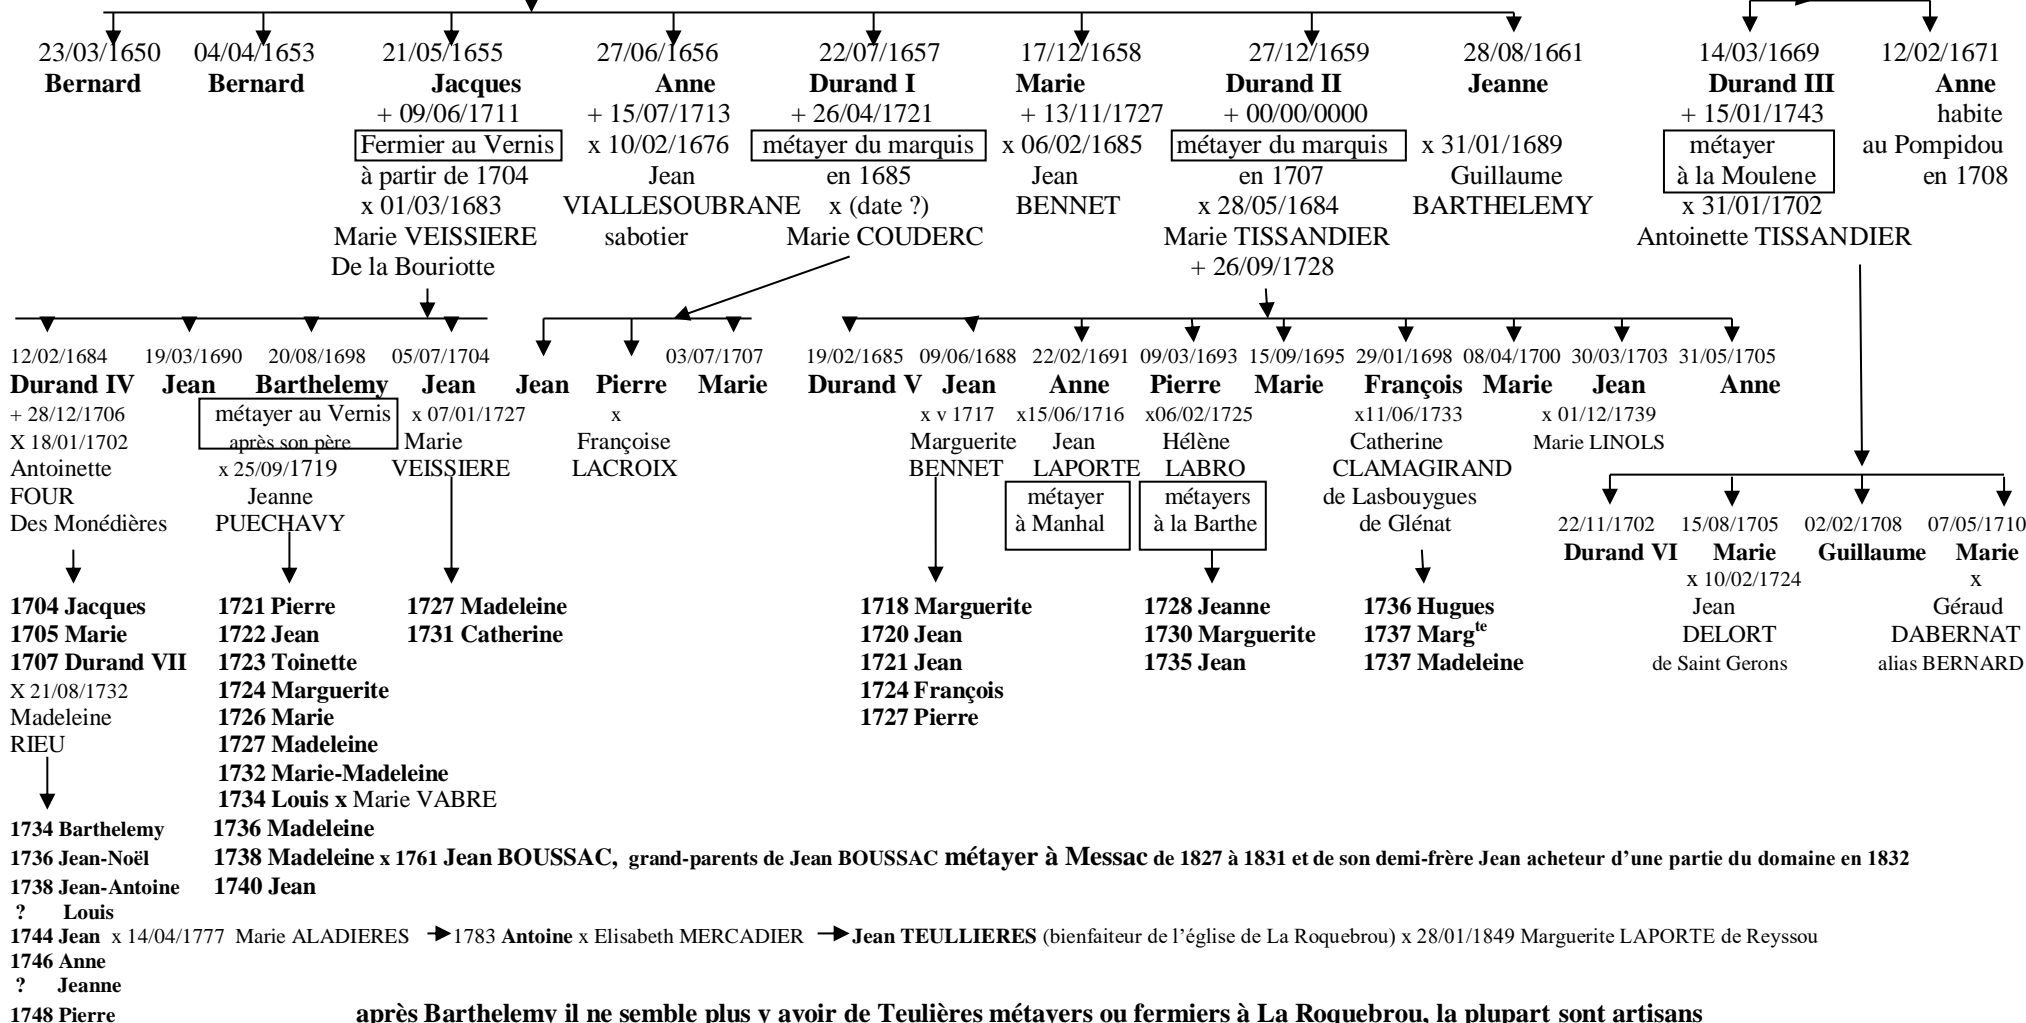 23/03/1650 04/04/1653 21/05/1655 27/06/1656 22/07/1657 17/12/1658 27/12/1659 28/08/1661 14/03/1669 12/02/1671
Bernard Bernard Jacques Anne Durand I Marie Durand II Jeanne Durand III Anne
+ 09/06/1711 + 15/07/1713 + 26/04/1721 + 13/11/1727 + 00/00/0000 + 15/01/1743 habite
Fermier au Vernis x 10/02/1676 métayer du marquis x 06/02/1685 métayer du marquis x 31/01/1689 métayer au Pompidou
à partir de 1704 Jean en 1685 Jean en 1707 Guillaume à la Moulene en 1708
x 01/03/1683 VIALLESOUBRANE x (date ?) BENNET x 28/05/1684 BARTHELEMY x 31/01/1702
Marie VEISSIERE sabotier Marie COUDERC Marie TISSANDIER Antoinette TISSANDIER
De la Bouriotte + 26/09/1728
12/02/1684 19/03/1690 20/08/1698 05/07/1704 03/07/1707 19/02/1685 09/06/1688 22/02/1691 09/03/1693 15/09/1695 29/01/1698 08/04/1700 30/03/1703 31/05/1705
Durand IV Jean Barthelemy Jean Jean Pierre Marie Durand V Jean Anne Pierre Marie François Marie Jean Anne
+ 28/12/1706 métayer au Vernis x 07/01/1727 x x v 1717 x15/06/1716 x06/02/1725 x11/06/1733 x 01/12/1739
X 18/01/1702 après son père Marie Françoise Marguerite Jean Hélène Catherine Marie LINOLS
Antoinette x 25/09/1719 VEISSIERE LACROIX BENNET LAPORTE LABRO CLAMAGIRAND
FOUR Jeanne métayer métayers de Lasbouygues
Des Monédières PUECHAVY à Manhal à la Barthe de Glénat 22/11/1702 15/08/1705 02/02/1708 07/05/1710
Durand VI Marie Guillaume Marie
x 10/02/1724 x
1704 Jacques 1721 Pierre 1727 Madeleine 1718 Marguerite 1728 Jeanne 1736 Hugues Jean Géraud
1705 Marie 1722 Jean 1731 Catherine 1720 Jean 1730 Marguerite 1737 Margte DELORT DABERNAT
1707 Durand VII 1723 Toinette 1721 Jean 1735 Jean 1737 Madeleine de Saint Gerons alias BERNARD
X 21/08/1732 1724 Marguerite 1724 François
Madeleine 1726 Marie 1727 Pierre
RIEU 1727 Madeleine
1732 Marie-Madeleine
1734 Louis x Marie VABRE
1734 Barthelemy 1736 Madeleine
1736 Jean-Noël 1738 Madeleine x 1761 Jean BOUSSAC, grand-parents de Jean BOUSSAC métayer à Messac de 1827 à 1831 et de son demi-frère Jean acheteur d'une partie du domaine en 1832
1738 Jean-Antoine 1740 Jean
? Louis
1744 Jean x 14/04/1777 Marie ALADIERES 1783 Antoine x Elisabeth MERCADIER Jean TEULLIERES (bienfaiteur de l'église de La Roquebrou) x 28/01/1849 Marguerite LAPORTE de Reyssou
1746 Anne
? Jeanne
1748 Pierre après Barthelemy il ne semble plus y avoir de Teulières métayers ou fermiers à La Roquebrou, la plupart sont artisans